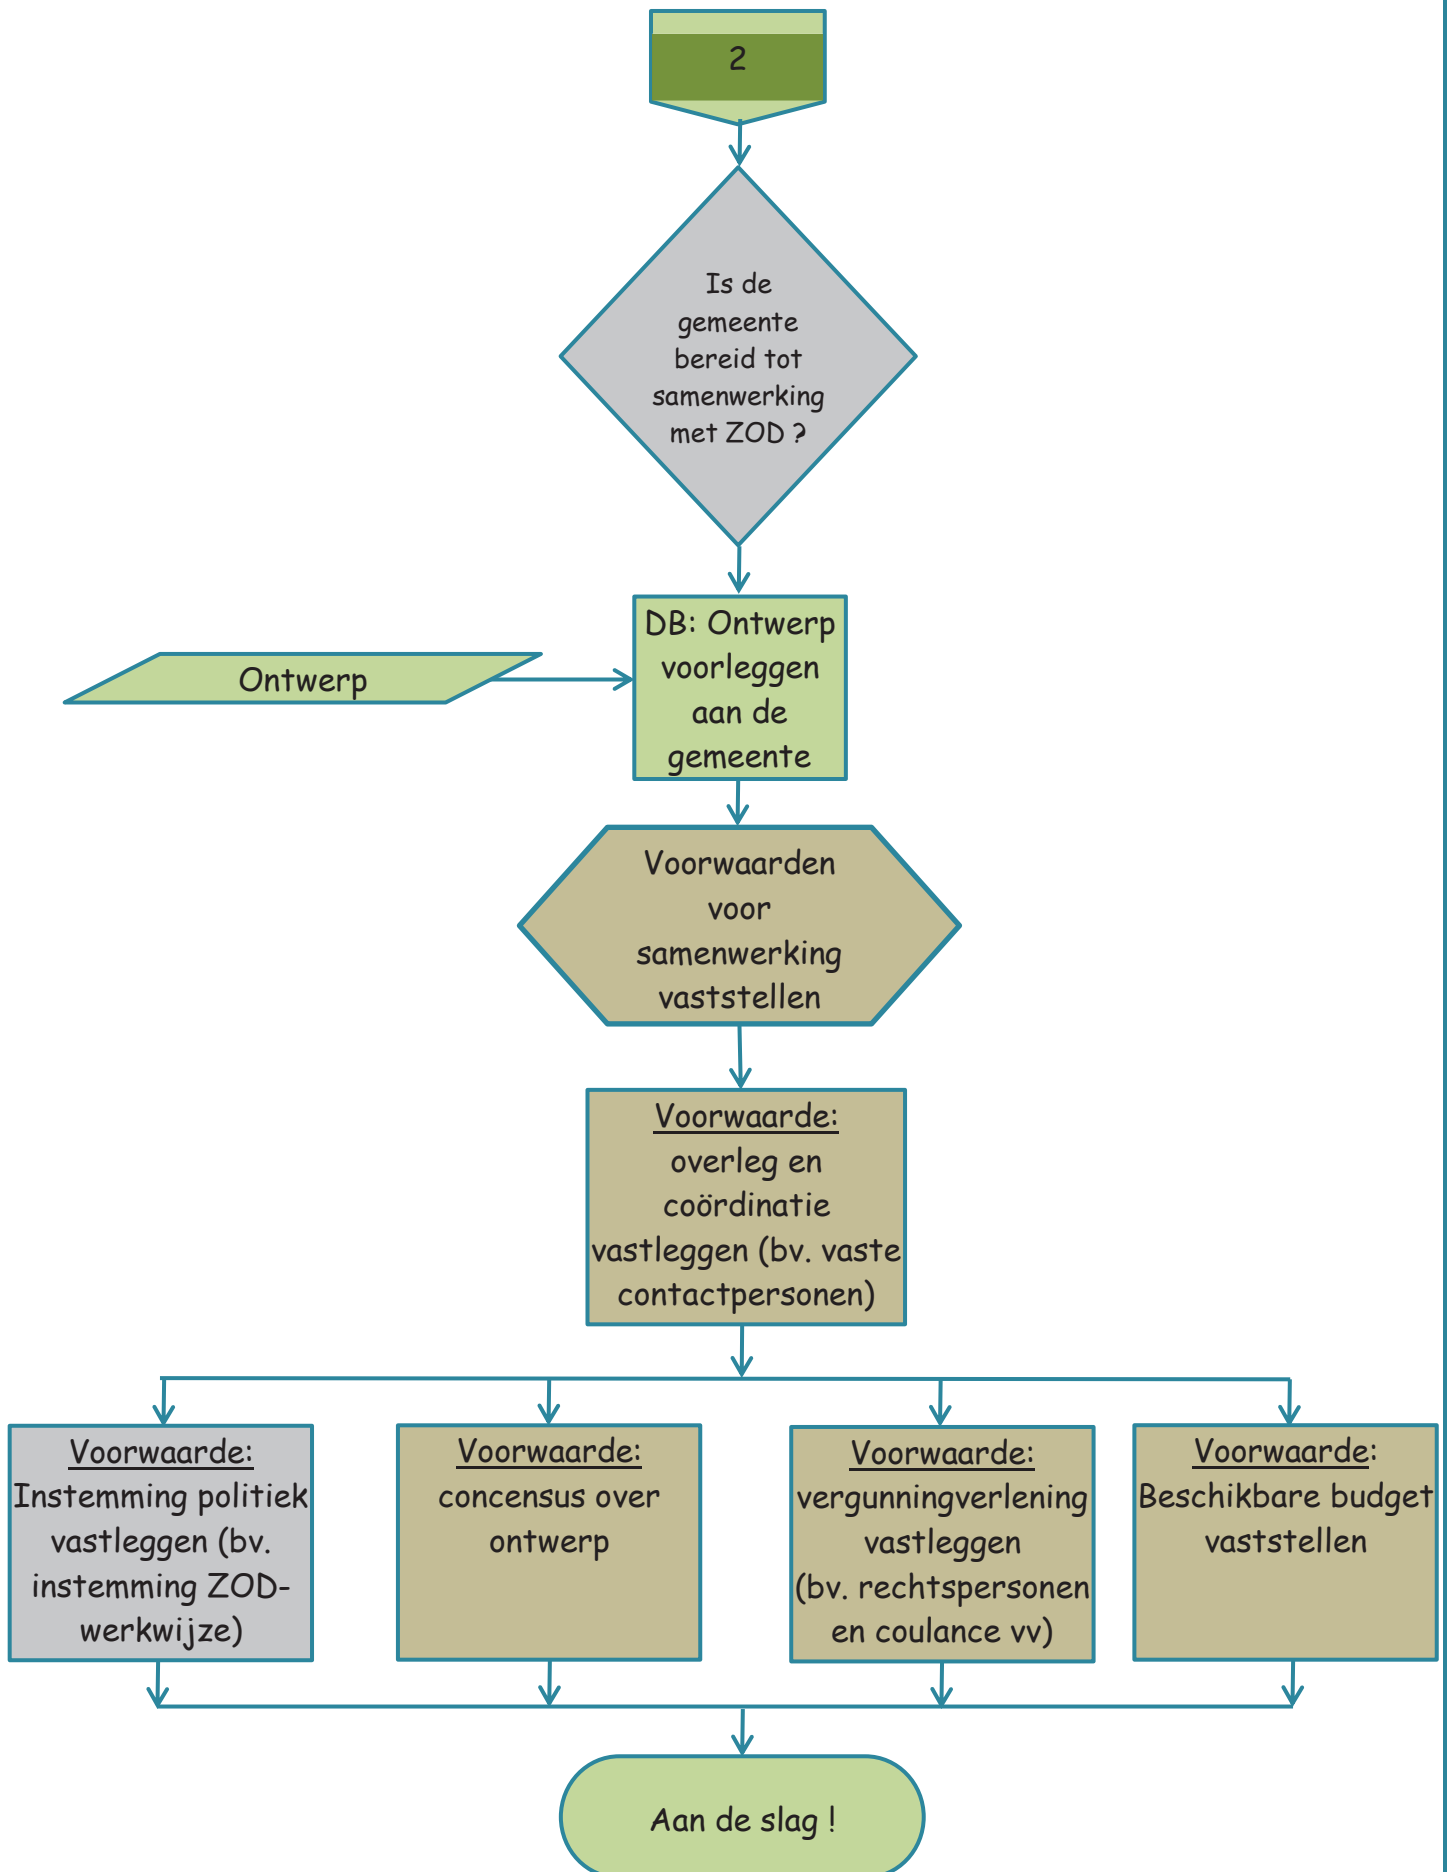 2
Is de
gemeente
bereid tot
samenwerking
met ZOD ?
DB: Ontwerp
voorleggen
aan de
gemeente
Ontwerp
Voorwaarden
voor
samenwerking
vaststellen
Voorwaarde:
overleg en
coördinatie
vastleggen (bv. vaste
contactpersonen)
Voorwaarde:
Instemming politiek
vastleggen (bv.
instemming ZOD-
werkwijze)
Voorwaarde:
concensus over
ontwerp
Voorwaarde:
vergunningverlening
vastleggen
(bv. rechtspersonen
en coulance vv)
Voorwaarde:
Beschikbare budget
vaststellen
Aan de slag !